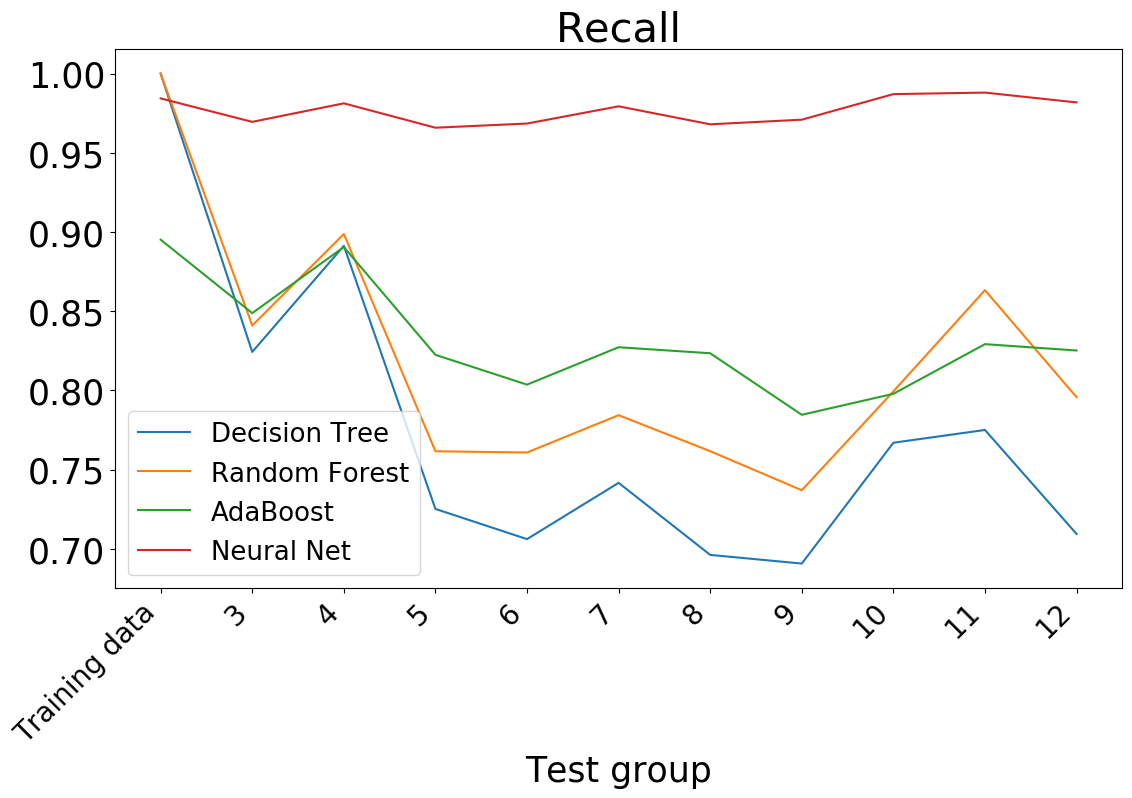 Recall
1.00
0.95
0.90
0.85
0.80
0.75
0.70
Decision Tree
Random Forest
AdaBoost
Neural Net
Training data
3
4
5
6
7
8
9
10
11
12
Test group